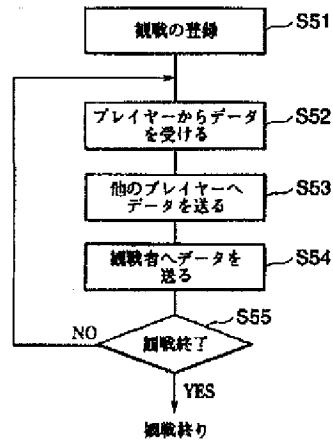 観戦の登録
S51
プレイヤーからデータ
を受ける
S52
他のプレイヤーへ
データを送る
S53
観戦者へデータを
送る
S54
S55
観戦終了
NO
YES
観戦終り